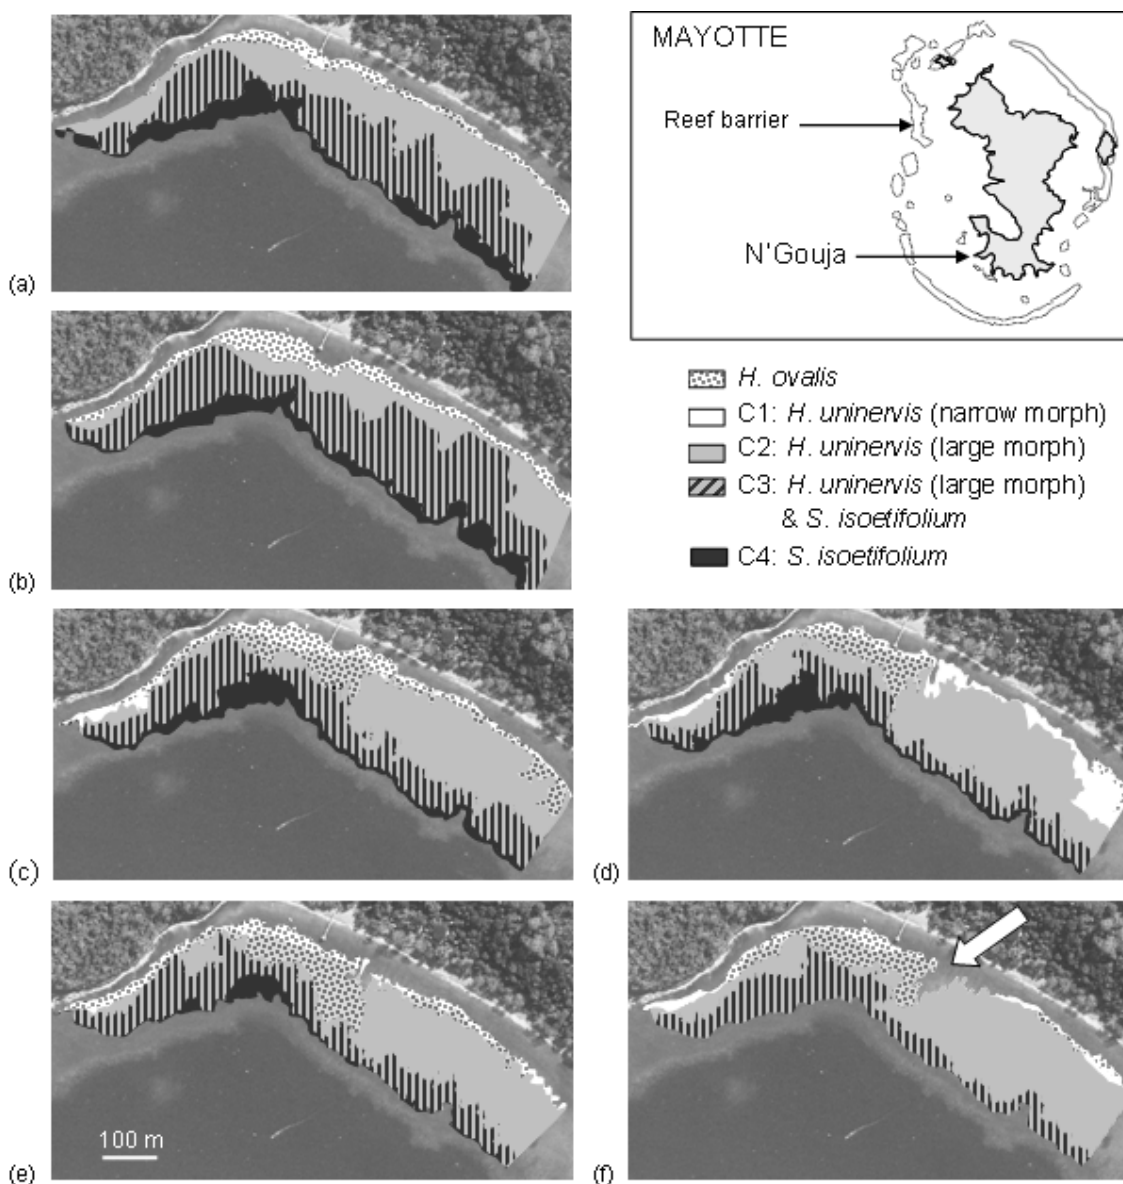 (a)
MAYOTTE
Reef barrier
N'Gouja
(b)
H. ovalis
C1: H. uninervis (narrow morph)
C2: H. uninervis (large morph)
C3: H. uninervis (large morph)
& S. isoetifolium
C4: S. isoetifolium
(c)
(d)
100 m
(e)
(f)